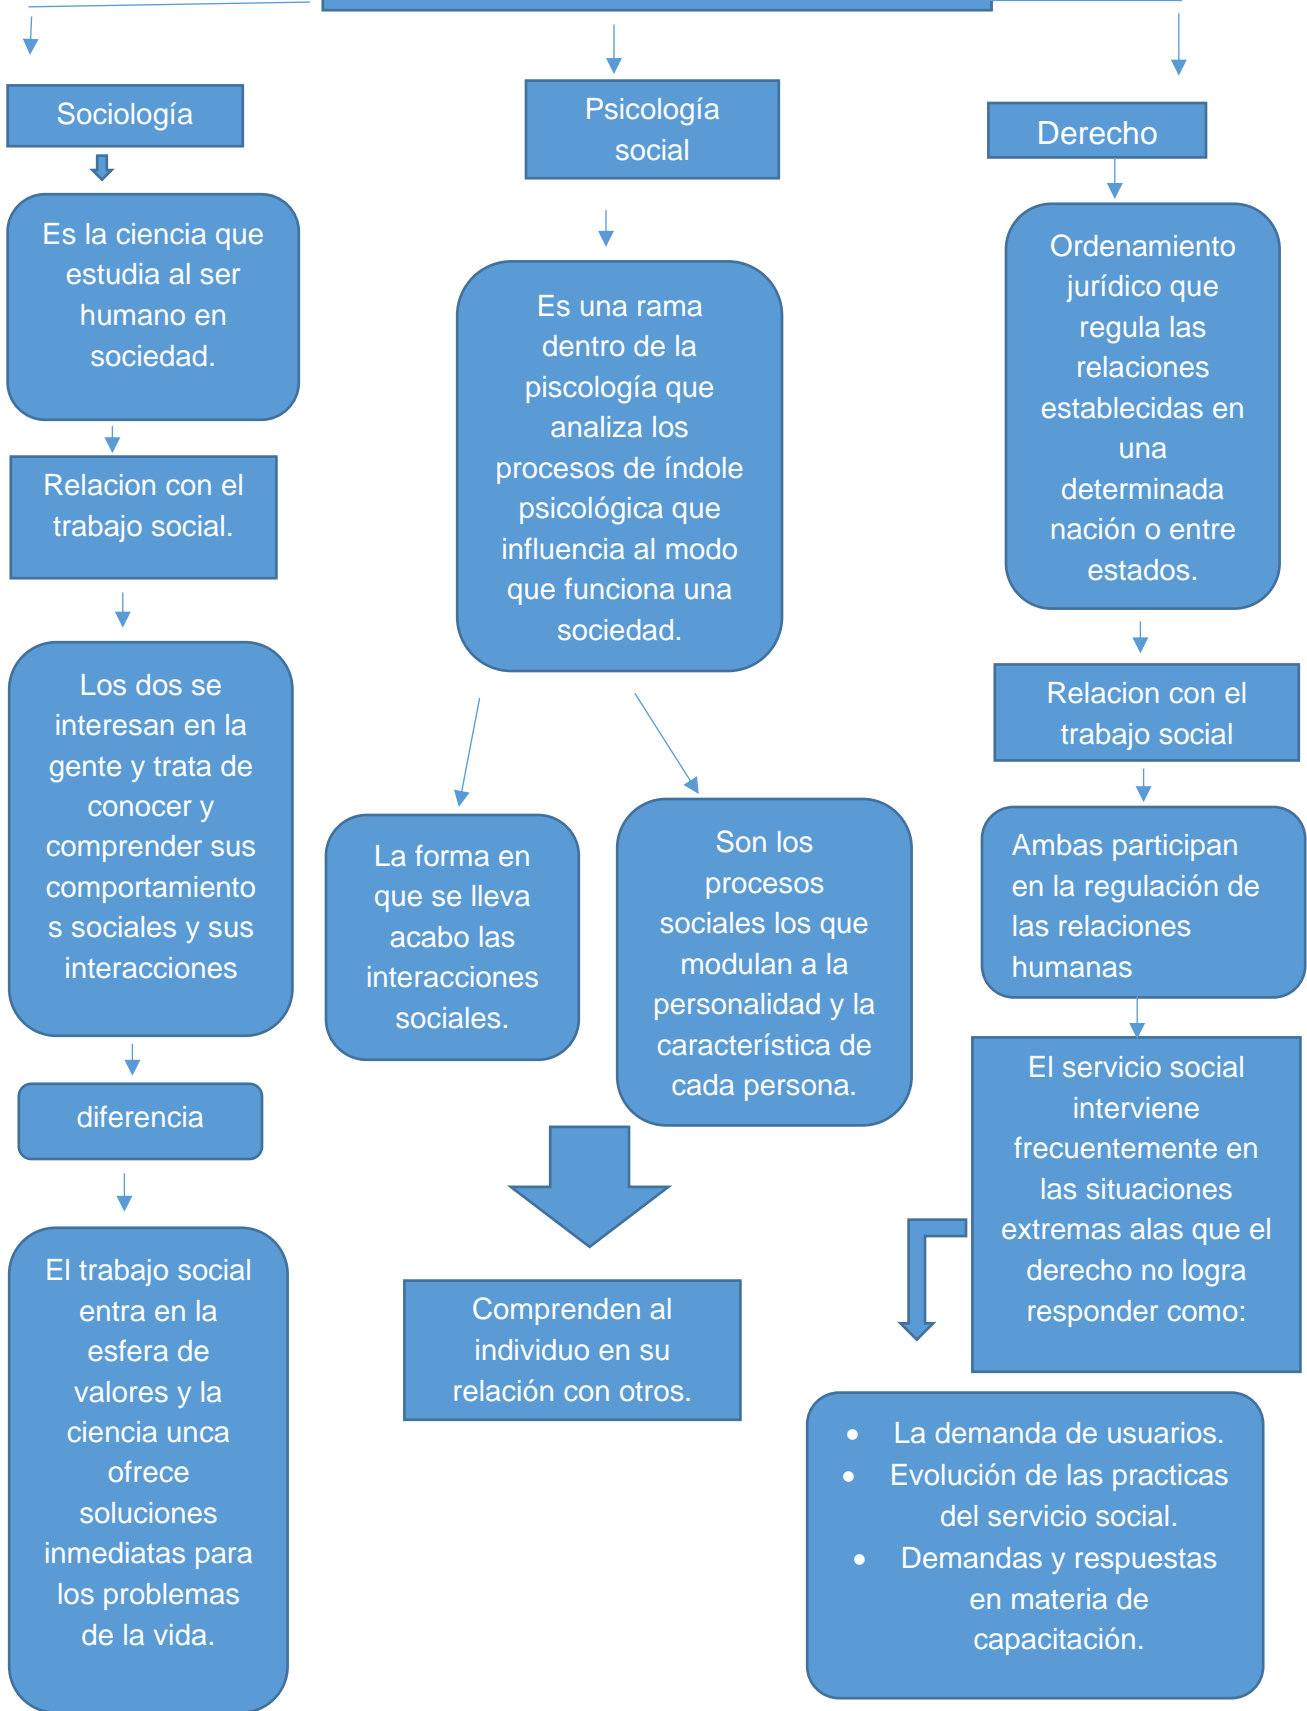 Sociología
Es la ciencia que
estudia al ser
humano en
sociedad.
Relacion con el
trabajo social.
Los dos se
interesan en la
gente y trata de
conocer y
comprender sus
comportamiento
s sociales y sus
interacciones
diferencia
El trabajo social
entra en la
esfera de
valores y la
ciencia unca
ofrece
soluciones
inmediatas para
los problemas
de la vida.
Psicología
social
Es una rama
dentro de la
piscología que
analiza los
procesos de índole
psicológica que
influencia al modo
que funciona una
sociedad.
La forma en
que se lleva
acabo las
interacciones
sociales.
Son los
procesos
sociales los que
modulan a la
personalidad y la
característica de
cada persona.
Comprenden al
individuo en su
relación con otros.
Derecho
Ordenamiento
jurídico que
regula las
relaciones
establecidas en
una
determinada
nación o entre
estados.
Relacion con el
trabajo social
Ambas participan
en la regulación de
las relaciones
humanas
El servicio social
interviene
frecuentemente en
las situaciones
extremas alas que el
derecho no logra
responder como:
• La demanda de usuarios.
• Evolución de las practicas
del servicio social.
• Demandas y respuestas
en materia de
capacitación.